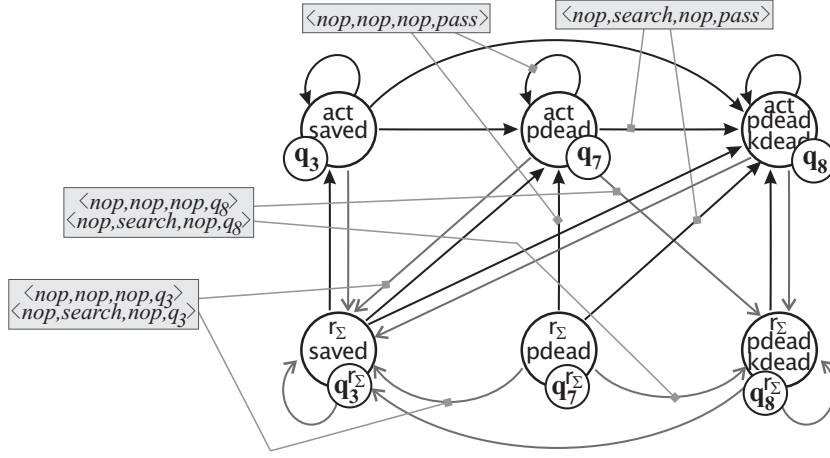 <nop,nop,nop,pass>
<nop,search,nop,pass>
act
saved
q3
act
pdead
q7
act
pdead
kdead
q8
<nop,nop,nop,q8>
<nop,search,nop,q8>
<nop,nop,nop,q3>
<nop,search,nop,q3>
rΣ
saved
q3rΣ
rΣ
pdead
q7rΣ
rΣ
pdead
kdead
q8rΣ